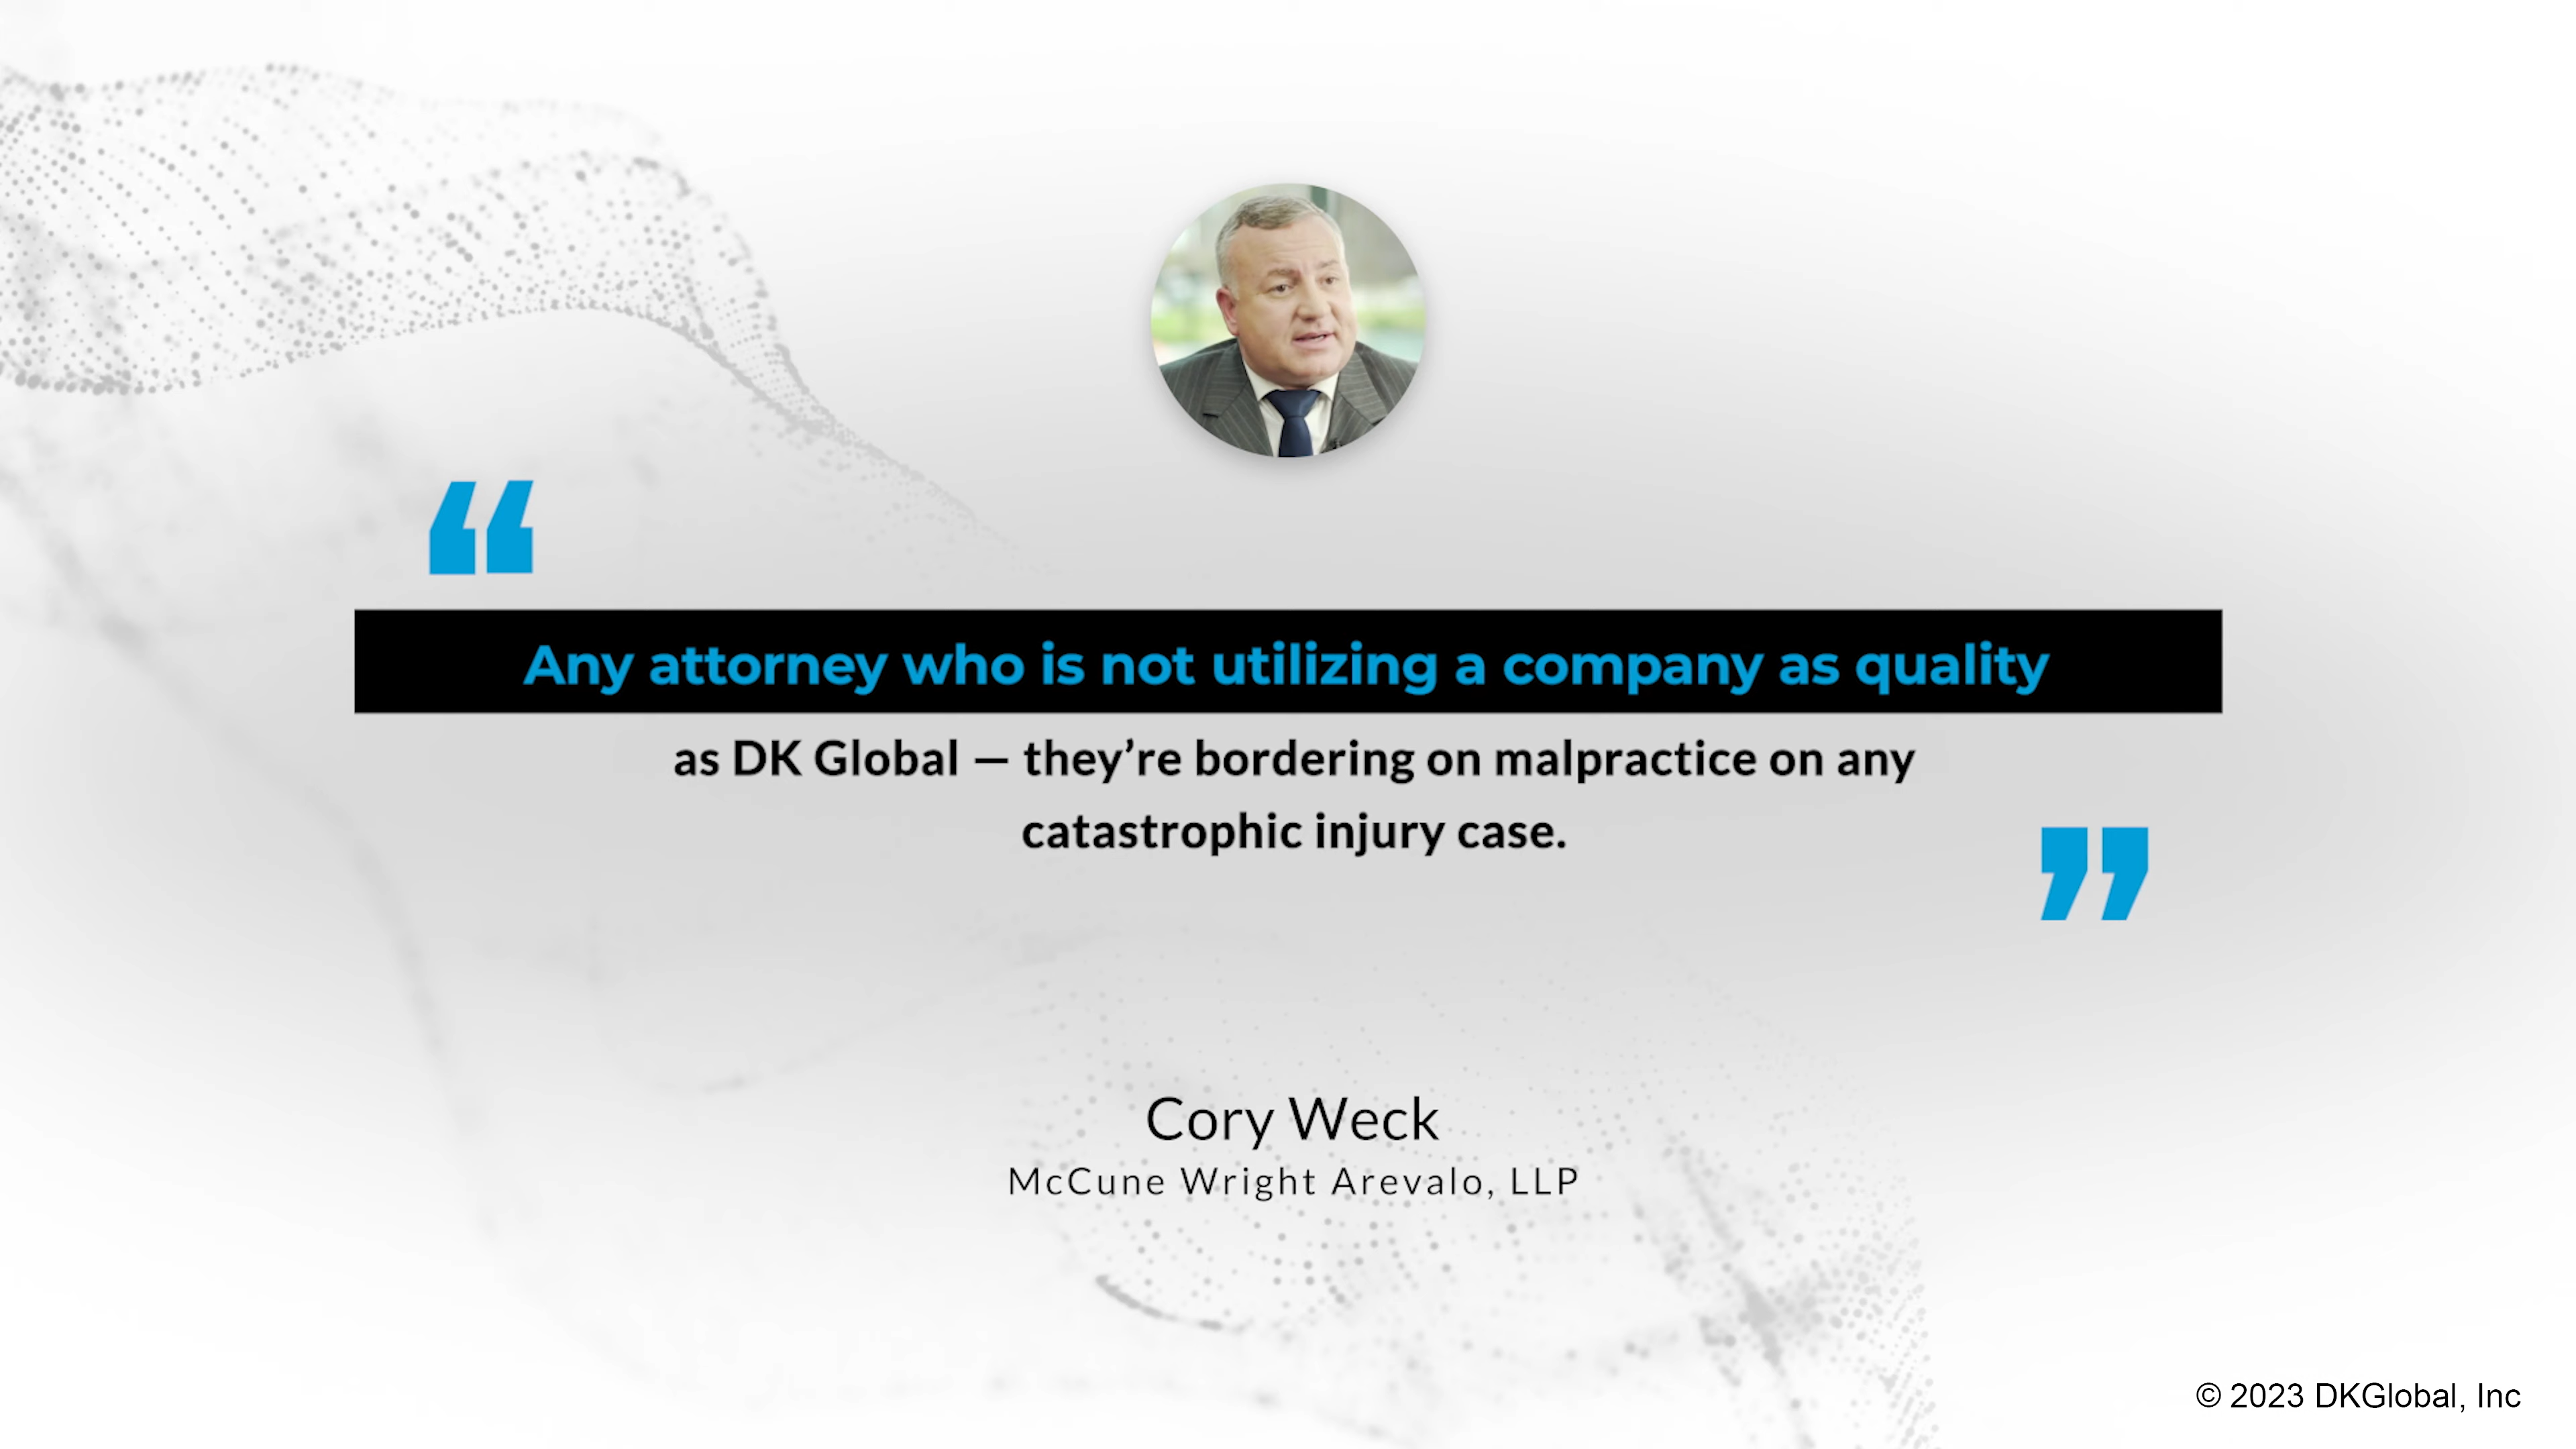 “
Any attorney who is not utilizing a company as quality
as DK Global — they’re bordering on malpractice on any
catastrophic injury case.
”
Cory Weck
McCune Wright Arevalo, LLP
© 2023 DKGlobal, Inc